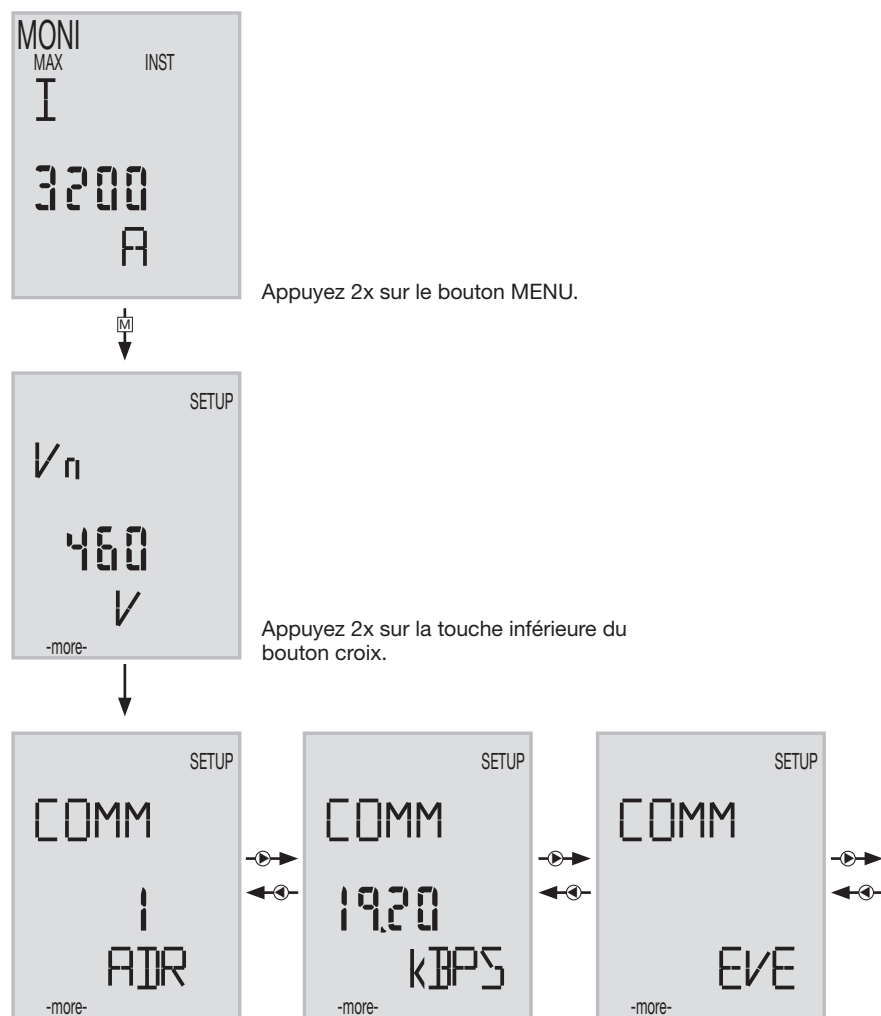 MONI
MAX INST
I
3200
A
Appuyez 2x sur le bouton MENU.
M
SETUP
Vn
460
V
-more-
Appuyez 2x sur la touche inférieure du
bouton croix.
SETUP
COMM
1
ADR
-more-
SETUP
COMM
19.20
kBPS
-more-
SETUP
COMM
EVE
-more-